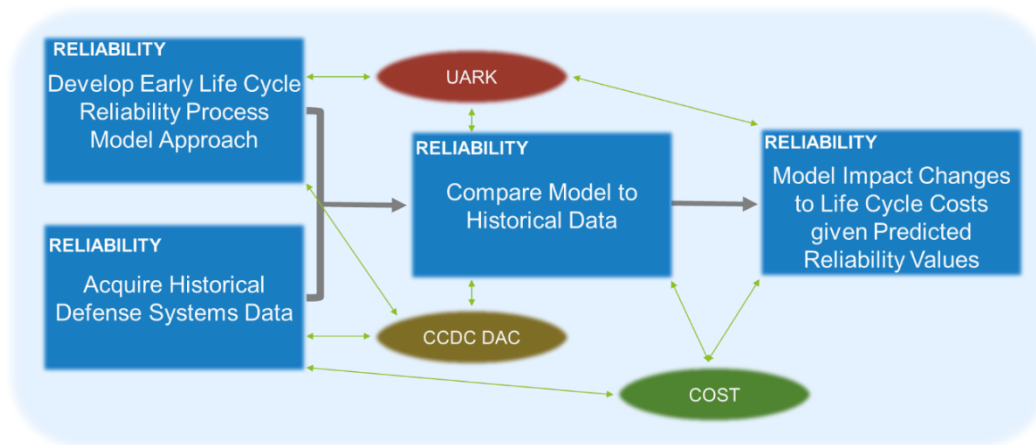 RELIABILITY
Develop Early Life Cycle
Reliability Process
Model Approach
UARK
RELIABILITY
Compare Model to
Historical Data
RELIABILITY
Model Impact Changes
to Life Cycle Costs
given Predicted
Reliability Values
RELIABILITY
Acquire Historical
Defense Systems Data
CCDC DAC
COST